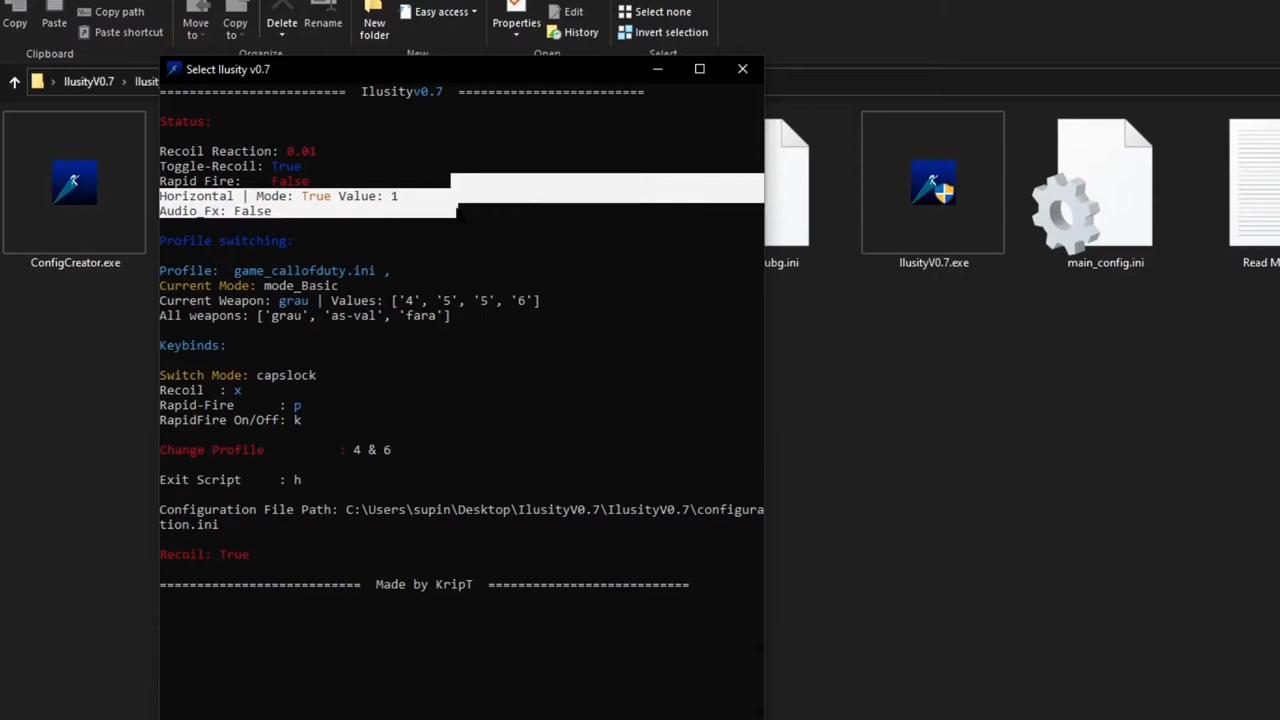 Copy path
Easy access
Edit
Select none
Copy
Paste
Paste shortcut
Move
to
Copy
to
Delete
Rename
New
folder
Properties
Open
History
Invert selection
Clipboard
Organize
New
Select
IlusityV0.7
Ilusit
Select Ilusity v0.7
========================= Ilusityv0.7 =========================
Status:
Recoil Reaction: 0.01
Toggle-Recoil: True
Rapid Fire: False
Horizontal | Mode: True Value: 1
Audio_Fx: False
Profile switching:
Profile: game_callofduty.ini ,
Current Mode: mode_Basic
Current Weapon: grau | Values: ['4', '5', '5', '6']
All weapons: ['grau', 'as-val', 'fara']
Keybinds:
Switch Mode: capslock
Recoil : x
Rapid-Fire : p
RapidFire On/Off: k
Change Profile : 4 & 6
Exit Script : h
Configuration File Path: C:\Users\supin\Desktop\IlusityV0.7\IlusityV0.7\configura
tion.ini
Recoil: True
=========================== Made by KripT ===========================
ConfigCreator.exe
ubg.ini
IlusityV0.7.exe
main_config.ini
Read M